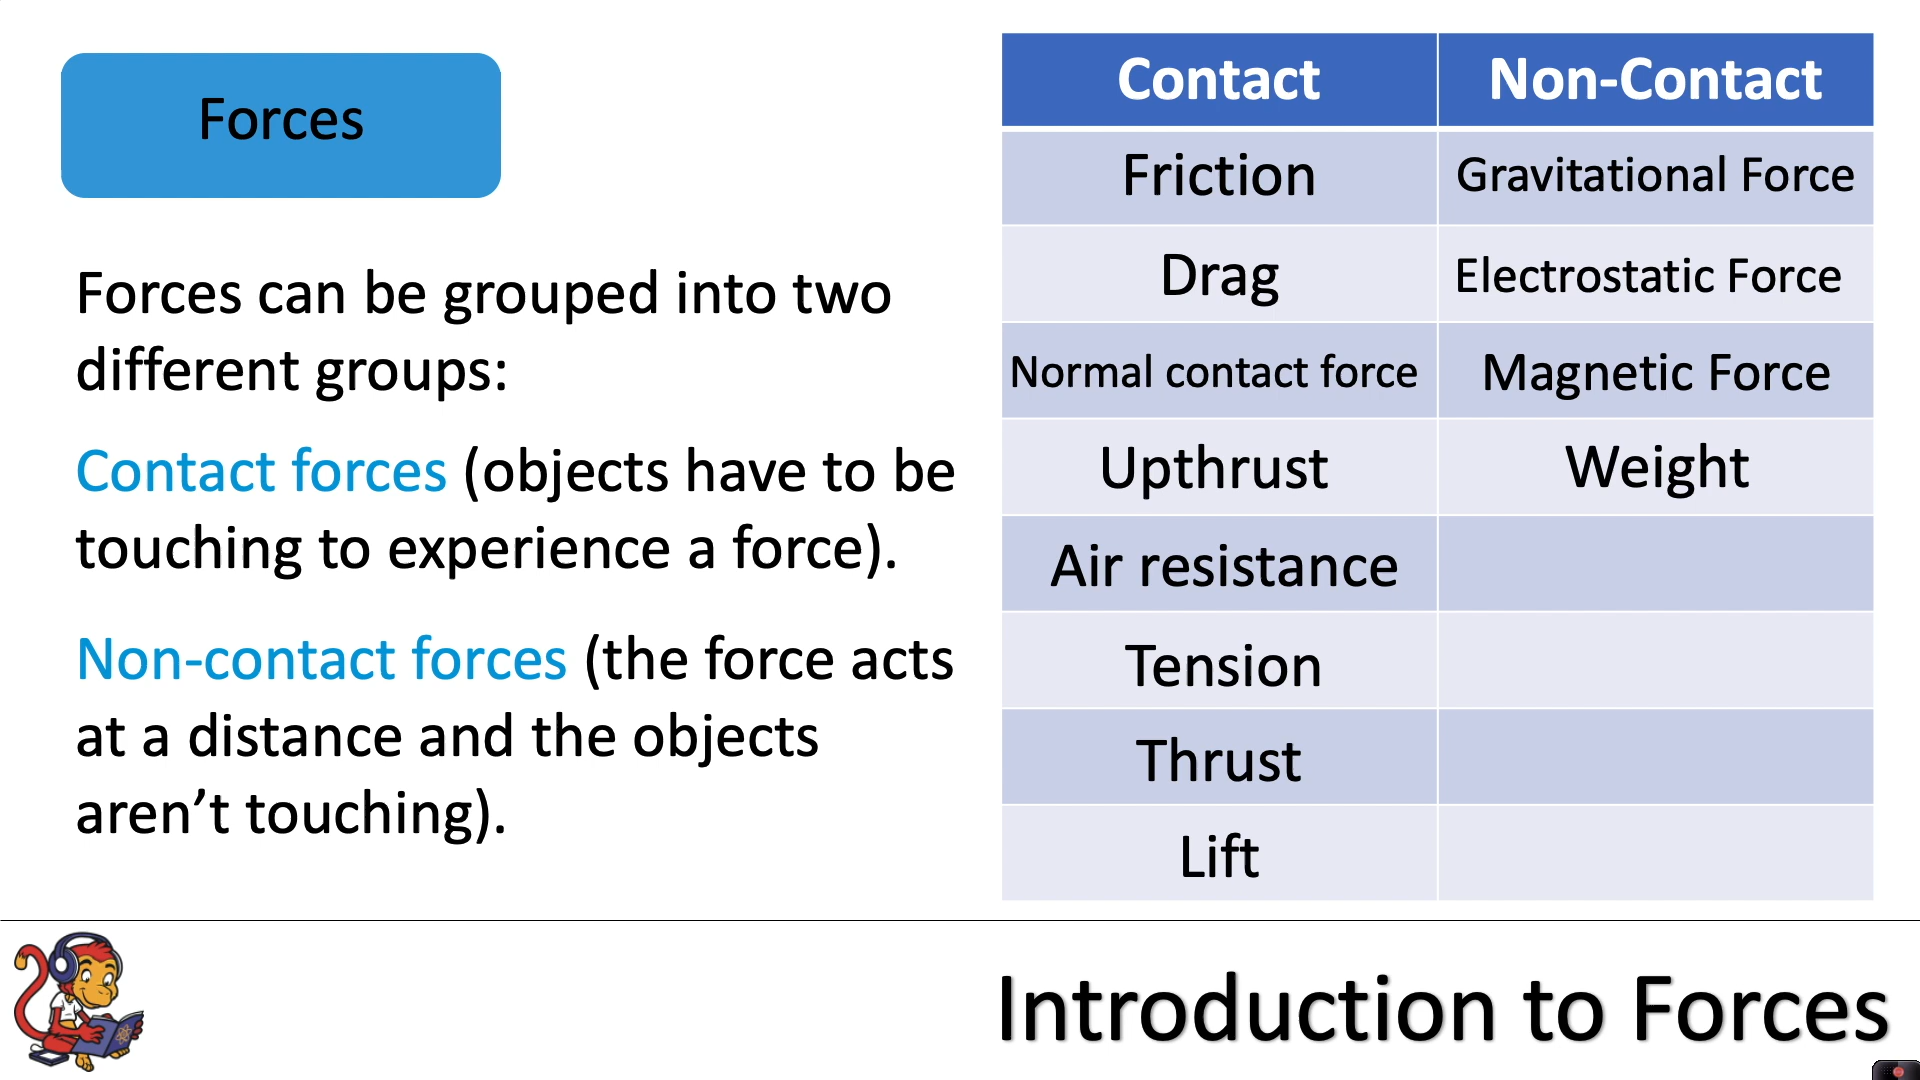 Forces
Forces can be grouped into two
different groups:
Contact forces (objects have to be
touching to experience a force).
Non-contact forces (the force acts
at a distance and the objects
aren’t touching).
Contact Non-Contact
Friction Gravitational Force
Drag Electrostatic Force
Normal contact force Magnetic Force
Upthrust Weight
Air resistance
Tension
Thrust
Lift
Introduction to Forces